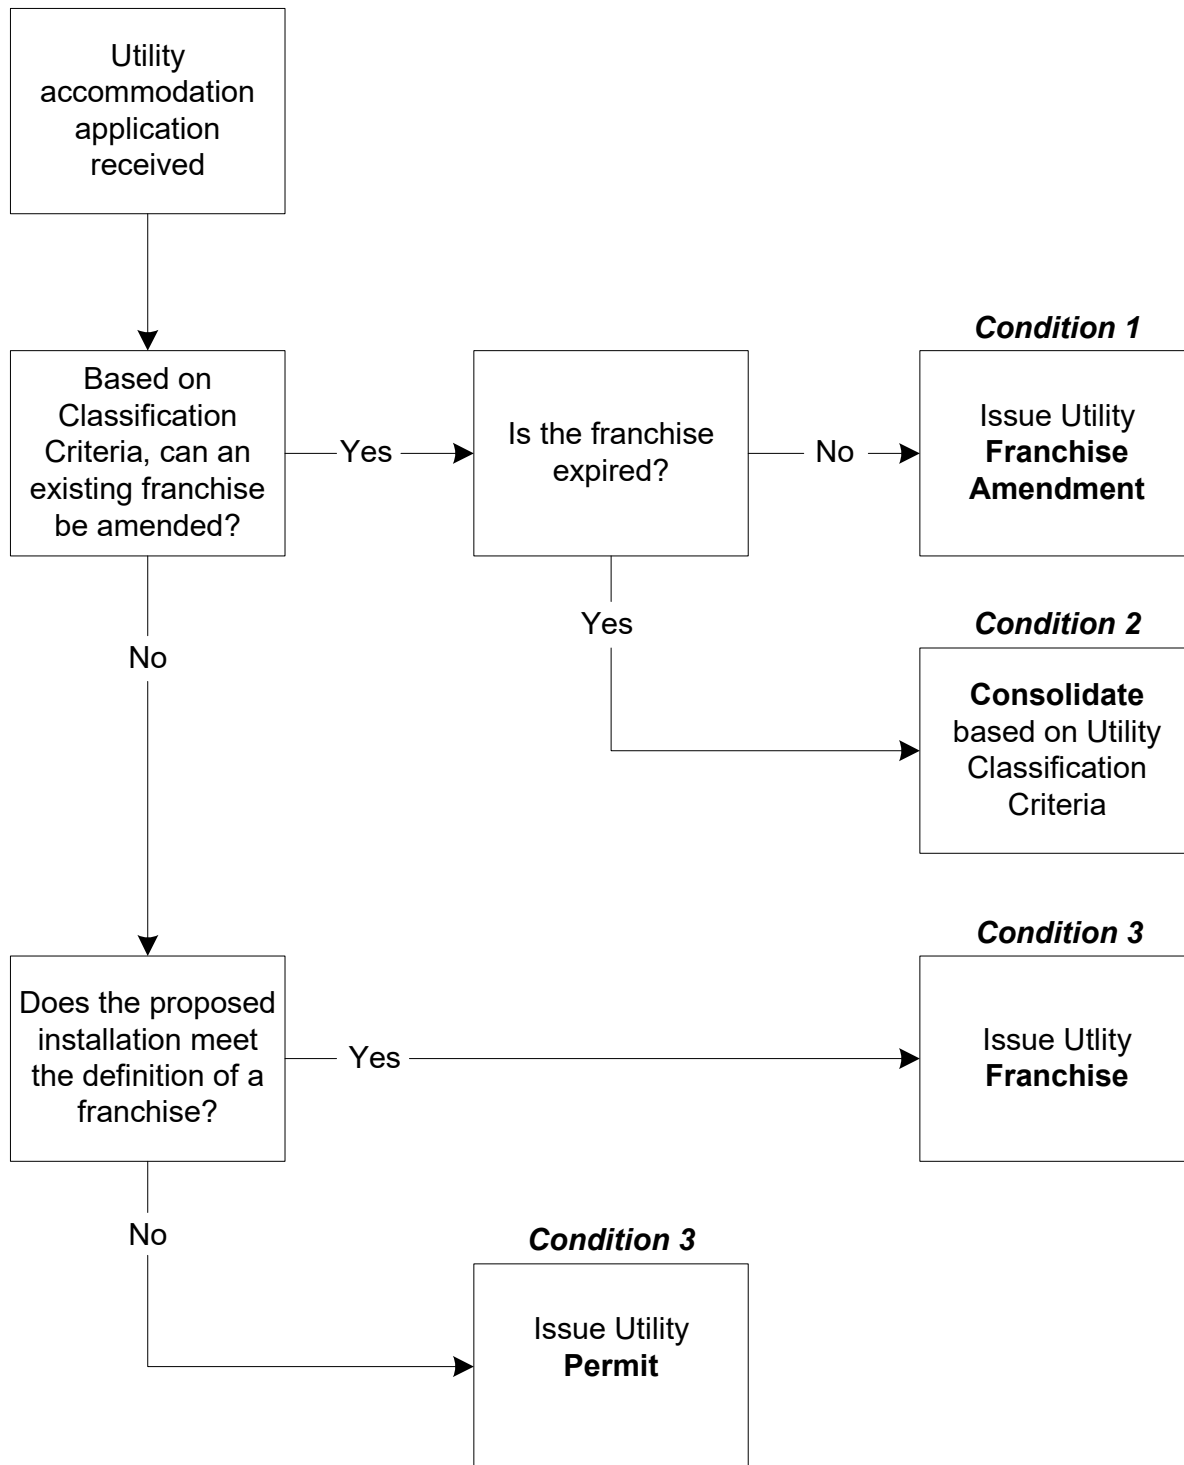 Utility
accommodation
application
received
Condition 1
Based on
Classification
Criteria, can an
existing franchise
be amended?
Yes
Is the franchise
expired?
No
Issue Utility
Franchise
Amendment
Yes
No
Condition 2
Consolidate
based on Utility
Classification
Criteria
Condition 3
Does the proposed
installation meet
the definition of a
franchise?
Yes
Issue Utlity
Franchise
No
Condition 3
Issue Utility
Permit